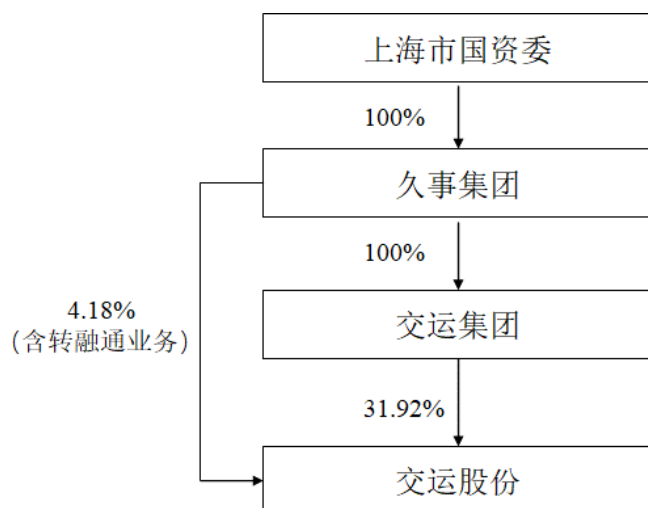 上海市国资委
100%
久事集团
100%
4.18%
(含转融通业务)
交运集团
31.92%
交运股份